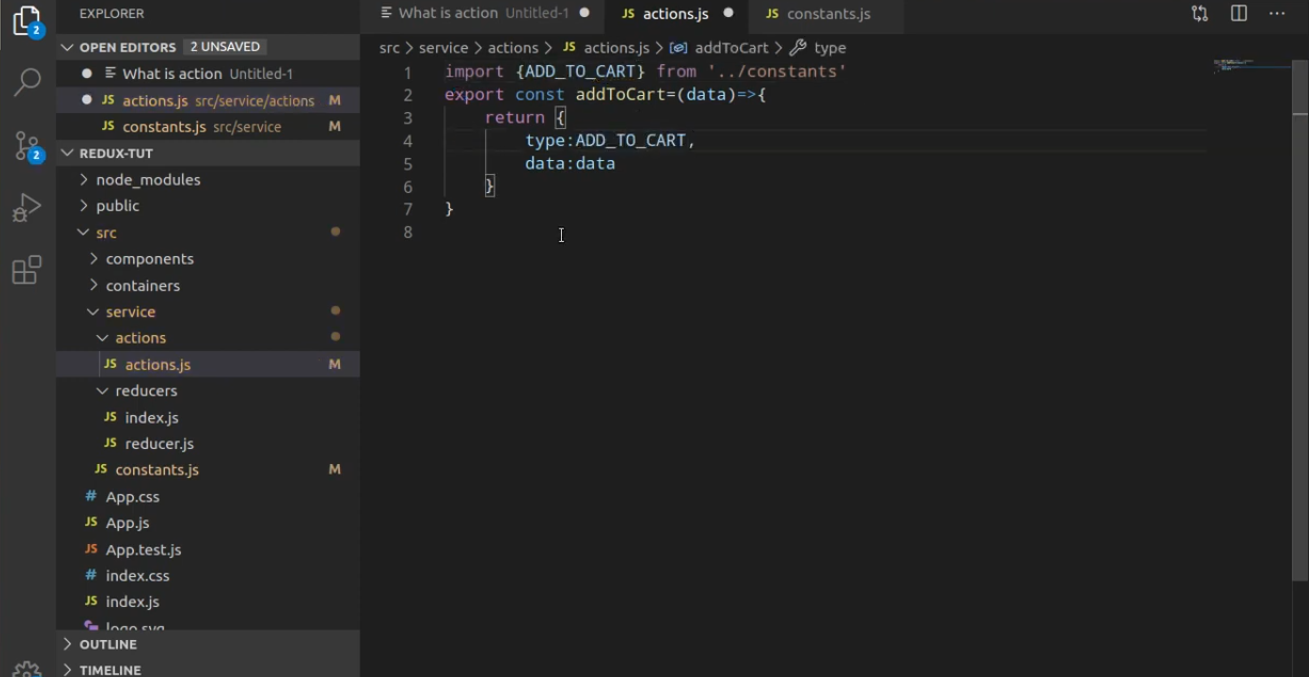 EXPLORER
OPEN EDITORS 2 UNSAVED
What is action Untitled-1
JS actions.js src/service/actions M
JS constants.js src/service M
REDUX-TUT
node_modules
public
src
components
containers
service
actions
JS actions.js M
reducers
JS index.js
JS reducer.js
JS constants.js M
# App.css
JS App.js
JS App.test.js
# index.css
JS index.js
logo.svg
OUTLINE
TIMELINE
2
2
What is action Untitled-1 JS actions.js JS constants.js
src > service > actions > JS actions.js > addToCart > type
1 import {ADD_TO_CART} from '../constants'
2 export const addToCart=(data)=>{
3 return {
4 type:ADD_TO_CART,
5 data:data
6 }
7 }
8